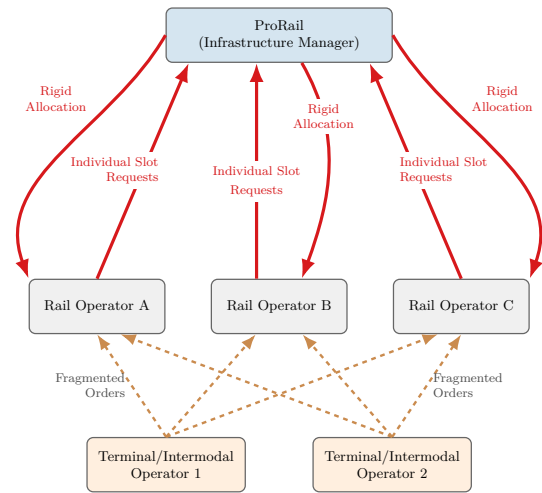 ProRail
(Infrastructure Manager)
Rigid
Allocation
Rigid
Allocation
Rigid
Allocation
Individual Slot
Requests
Individual Slot
Requests
Individual Slot
Requests
Rail Operator A
Rail Operator B
Rail Operator C
Fragmented
Orders
Fragmented
Orders
Terminal/Intermodal
Operator 1
Terminal/Intermodal
Operator 2